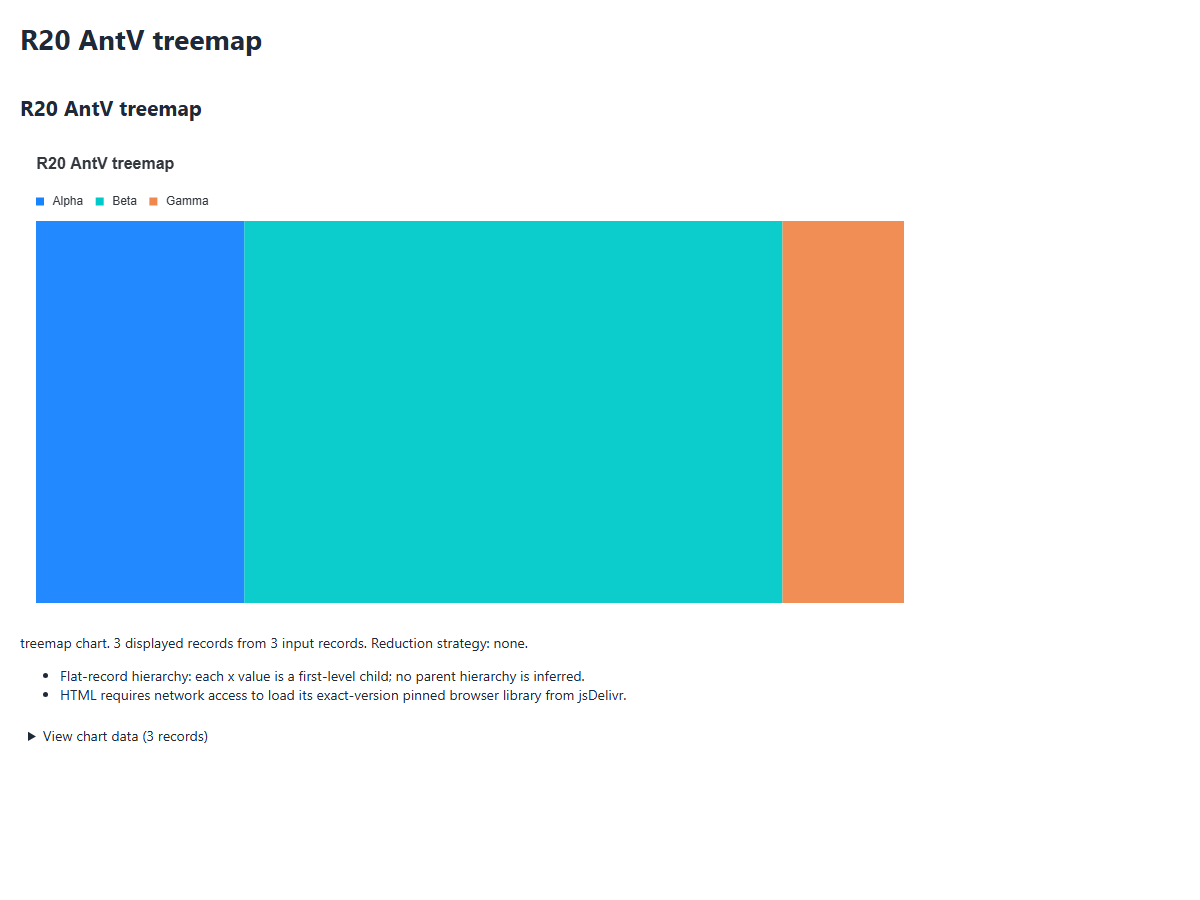 R20 AntV treemap
R20 AntV treemap
R20 AntV treemap
Alpha Beta Gamma
treemap chart. 3 displayed records from 3 input records. Reduction strategy: none.
Flat-record hierarchy: each x value is a first-level child; no parent hierarchy is inferred.
HTML requires network access to load its exact-version pinned browser library from jsDelivr.
View chart data (3 records)